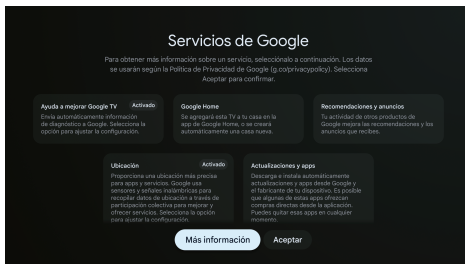 Servicios de Google
Para obtener más información sobre un servicio, selecciónalo a continuación. Los datos
se usarán según la Política de Privacidad de Google (g.co/privacypolicy). Selecciona
Aceptar para confirmar.
Ayuda a mejorar Google TV
Activado
Envía automáticamente información
de diagnóstico a Google. Selecciona la
opción para ajustar la configuración.
Google Home
Se agregará esta TV a tu casa en la
app de Google Home, o se creará
automáticamente una casa nueva.
Recomendaciones y anuncios
Tu actividad de otros productos de
Google mejora las recomendaciones y los
anuncios que recibes.
Ubicación
Activado
Proporciona una ubicación más precisa
para apps y servicios. Google usa
sensores y señales inalámbricas para
recopilar datos de ubicación a través de
participación colectiva para mejorar y
ofrecer servicios. Selecciona la opción
para ajustar la configuración.
Actualizaciones y apps
Descarga e instala automáticamente
actualizaciones y apps desde Google y
el fabricante de tu dispositivo. Es posible
que algunas de estas apps ofrezcan
compras directas desde la aplicación.
Puedes quitar esas apps en cualquier
momento.
Más información
Aceptar